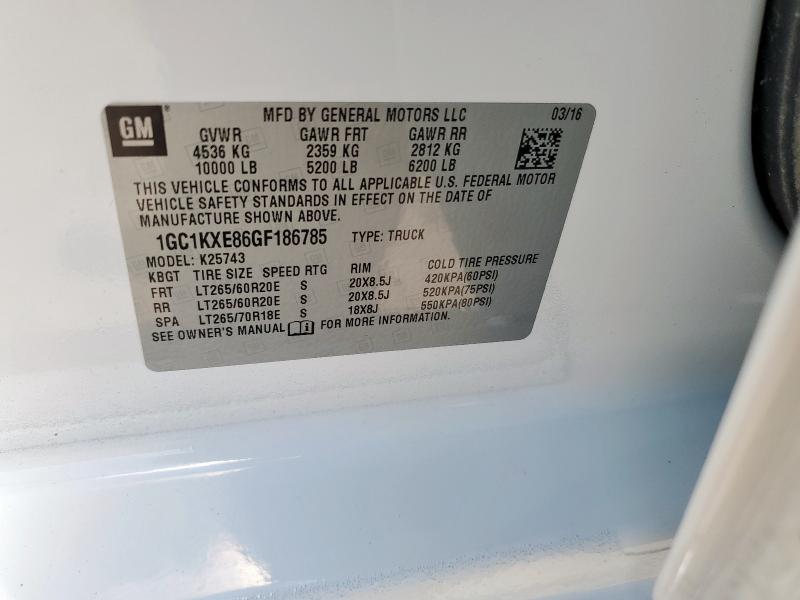 GM
MFD BY GENERAL MOTORS LLC 03/16
GVWR GAWR FRT GAWR RR
4536 KG 2359 KG 2812 KG
10000 LB 5200 LB 6200 LB
THIS VEHICLE CONFORMS TO ALL APPLICABLE U.S. FEDERAL MOTOR
VEHICLE SAFETY STANDARDS IN EFFECT ON THE DATE OF
MANUFACTURE SHOWN ABOVE.
1GC1KXE86GF186785 TYPE: TRUCK
MODEL: K25743
KBGT TIRE SIZE SPEED RTG RIM COLD TIRE PRESSURE
FRT LT265/60R20E S 20X8.5J 420KPA(60PSI)
RR LT265/60R20E S 20X8.5J 520KPA(75PSI)
SPA LT265/70R18E S 18X8J 550KPA(80PSI)
SEE OWNER'S MANUAL FOR MORE INFORMATION.